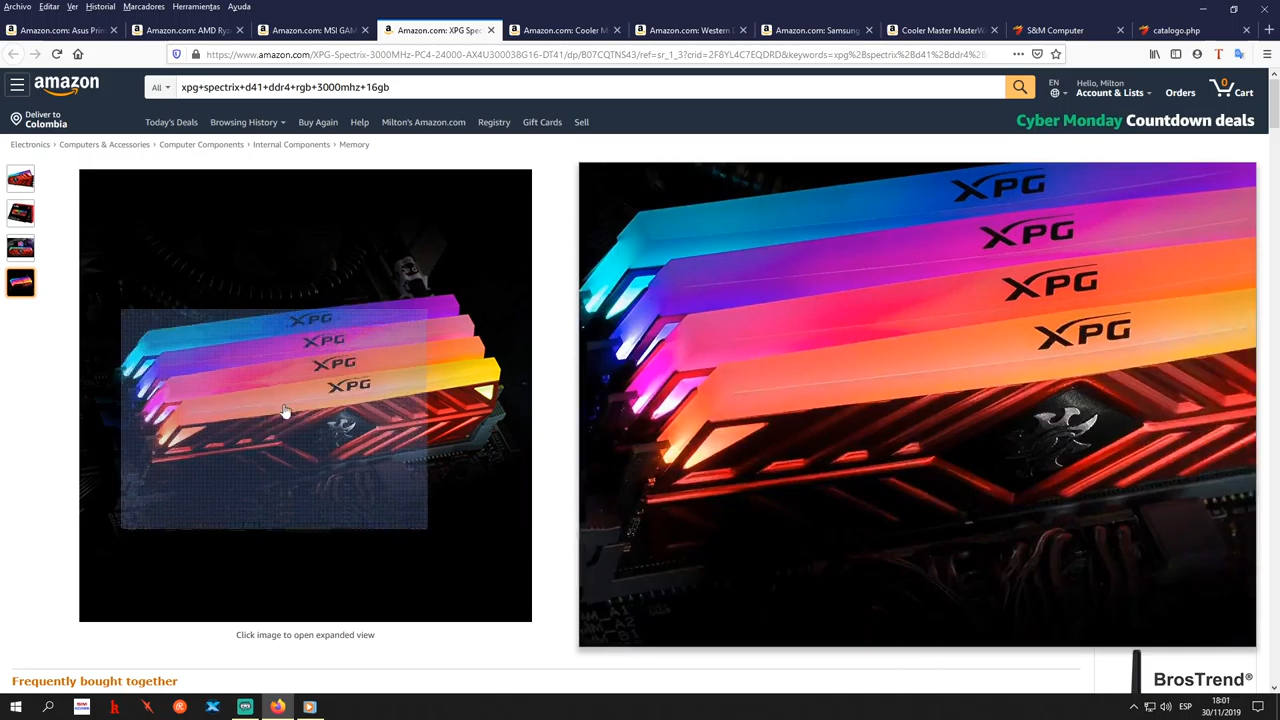 Archivo Editar Ver Historial Marcadores Herramientas Ayuda
Amazon.com: Asus Prim
Amazon.com: AMD Ryz
Amazon.com: MSI GAM
Amazon.com: XPG Spec
Amazon.com: Cooler M
Amazon.com: Western D
Amazon.com: Samsung
Cooler Master MasterWa
S&M Computer
catalogo.php
https://www.amazon.com/XPG-Spectrix-3000MHz-PC4-24000-AX4U300038G16-DT41/dp/B07CQTNS43/ref=sr_1_3?crid=2F8YL4C7EQDRD&keywords=xpg%2Bspectrix%2Bd41%2Bddr4%2
amazon
All
xpg+spectrix+d41+ddr4+rgb+3000mhz+16gb
EN
Hello, Milton
Account & Lists
Orders
0
Cart
Deliver to
Colombia
Today's Deals Browsing History Buy Again Help Milton's Amazon.com Registry Gift Cards Sell
Cyber Monday Countdown deals
Electronics › Computers & Accessories › Computer Components › Internal Components › Memory
XPG
XPG
XPG
XPG
XPG
XPG
XPG
XPG
Click image to open expanded view
Frequently bought together
BrosTrend®
ESP
18:01
30/11/2019